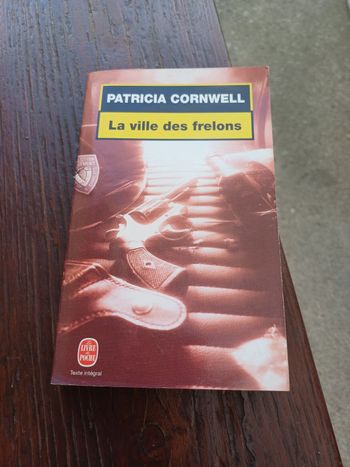 PATRICIA CORNWELL
La ville des frelons
LE LIVRE
DE
POCHE
Texte intégral